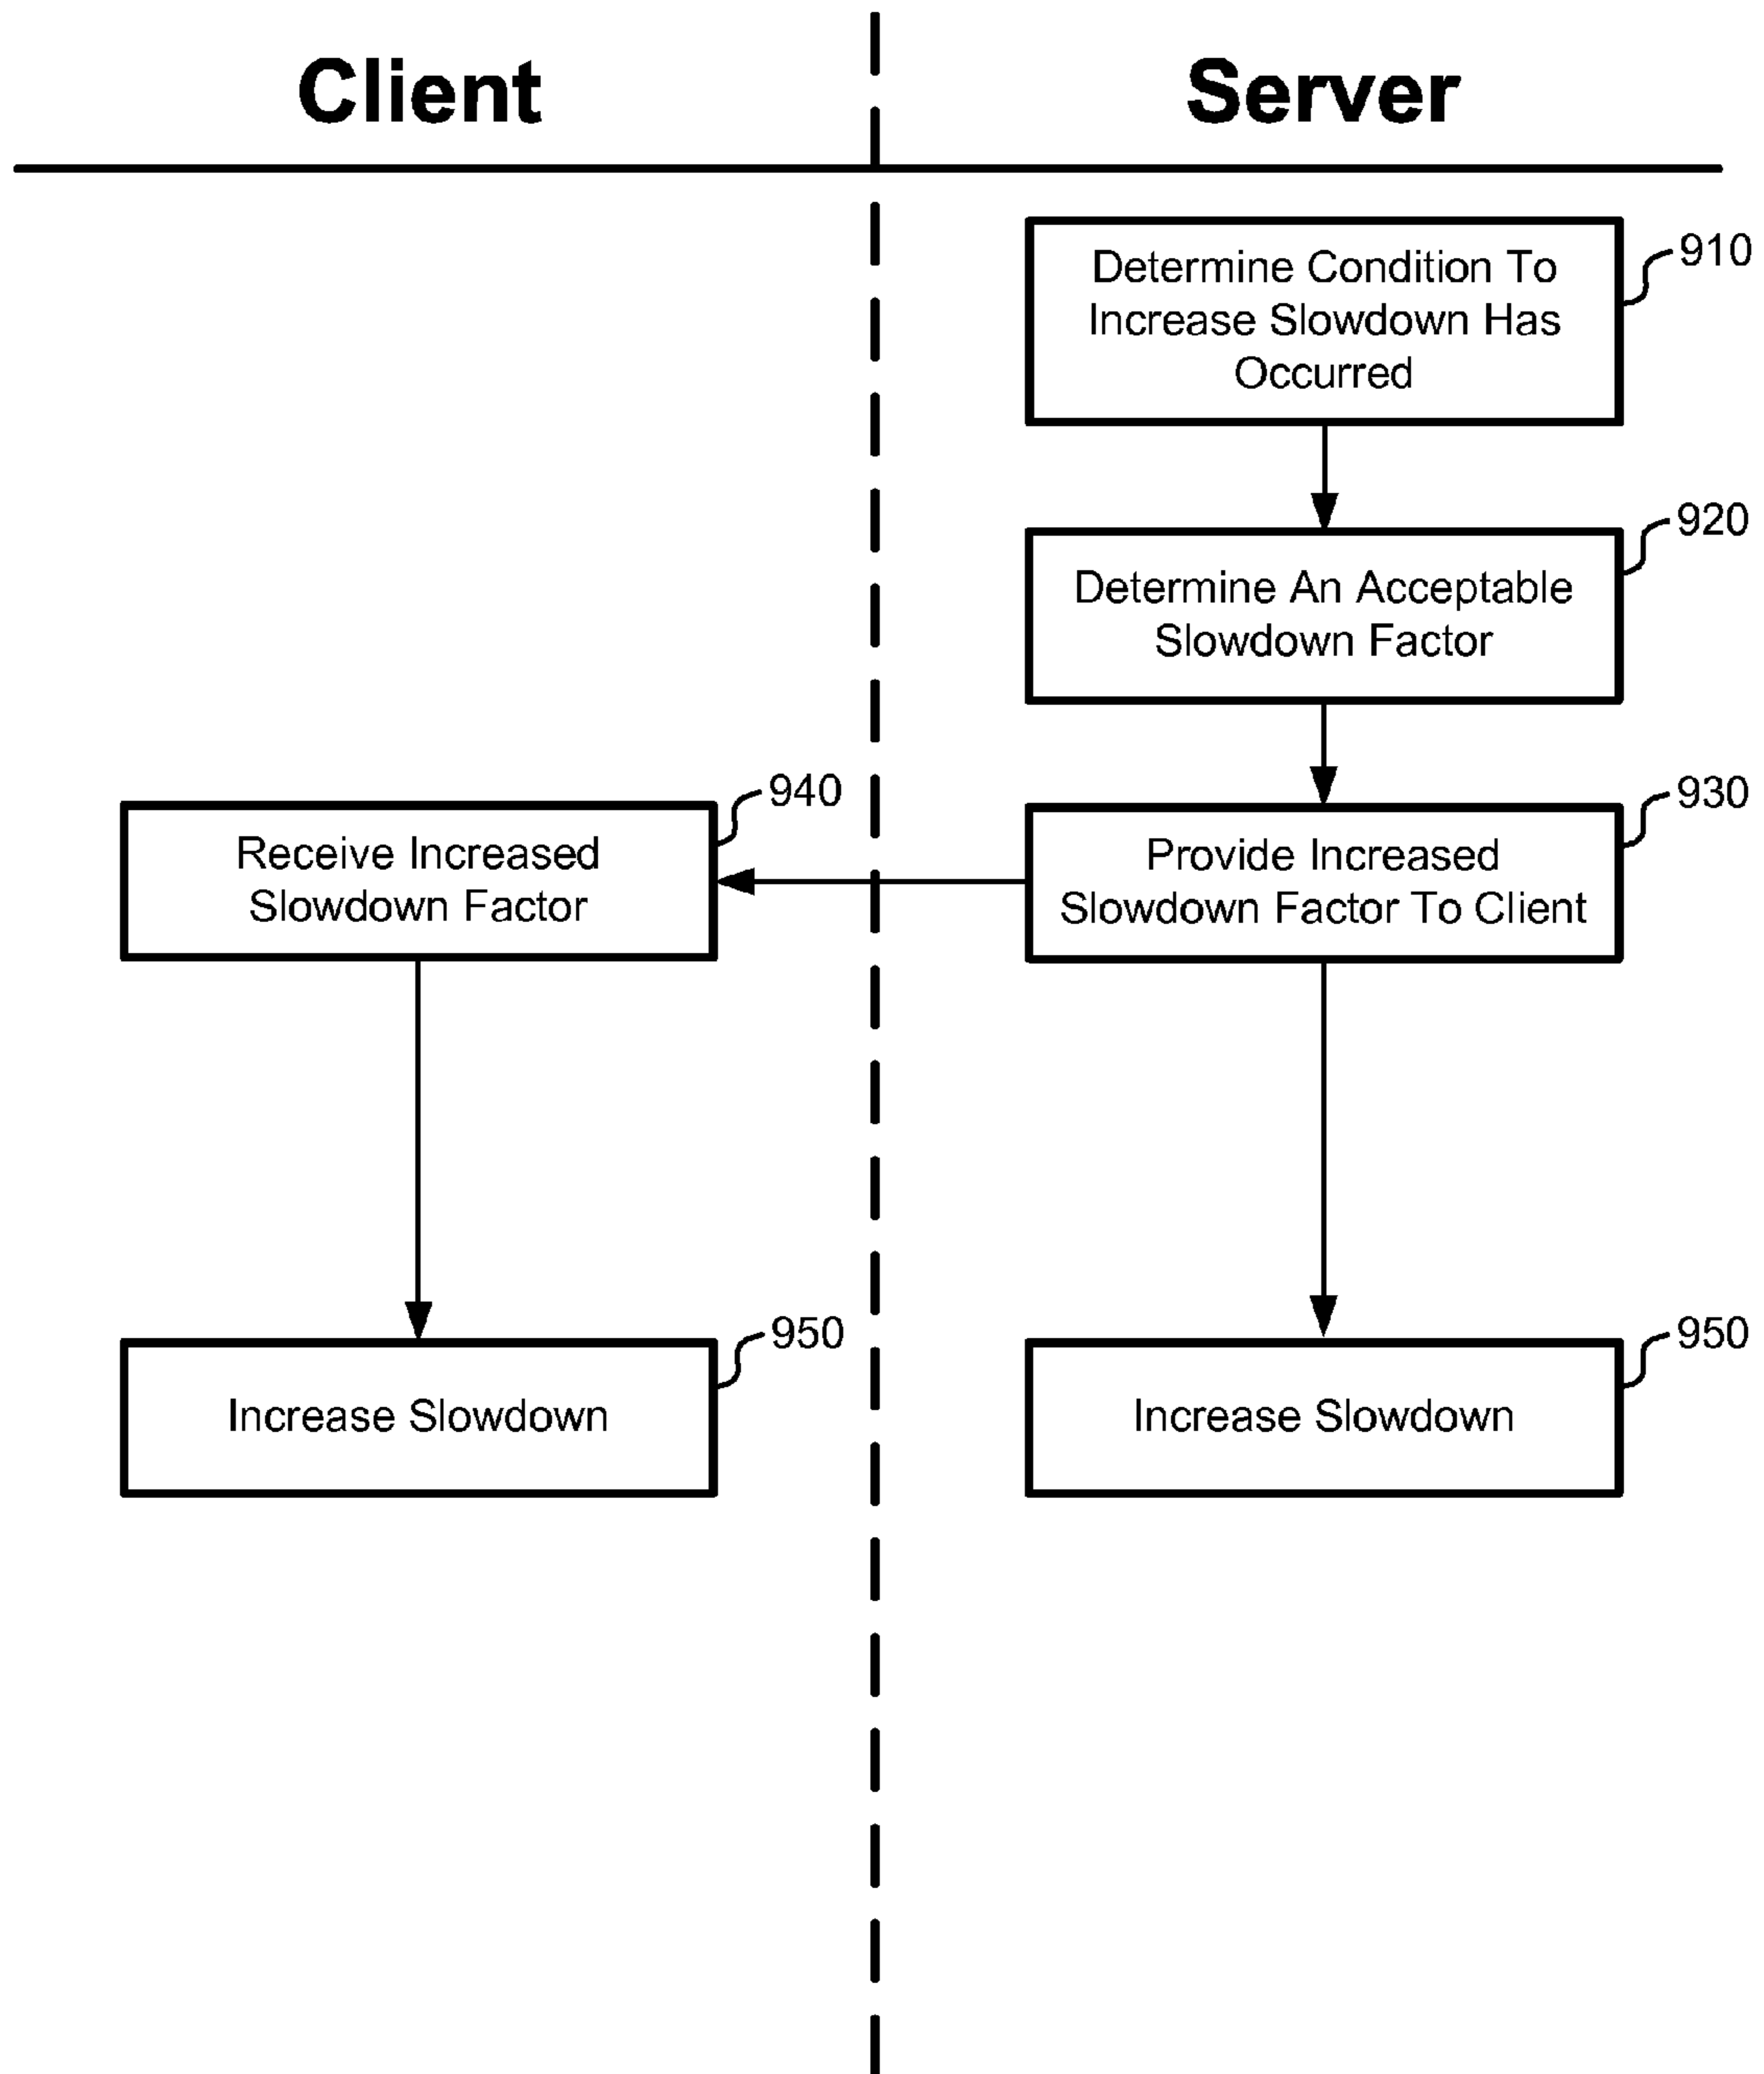 Client
Server
Determine Condition To
Increase Slowdown Has
Occurred
910
Determine An Acceptable
Slowdown Factor
920
Receive Increased
Slowdown Factor
940
Provide Increased
Slowdown Factor To Client
930
Increase Slowdown
950
Increase Slowdown
950